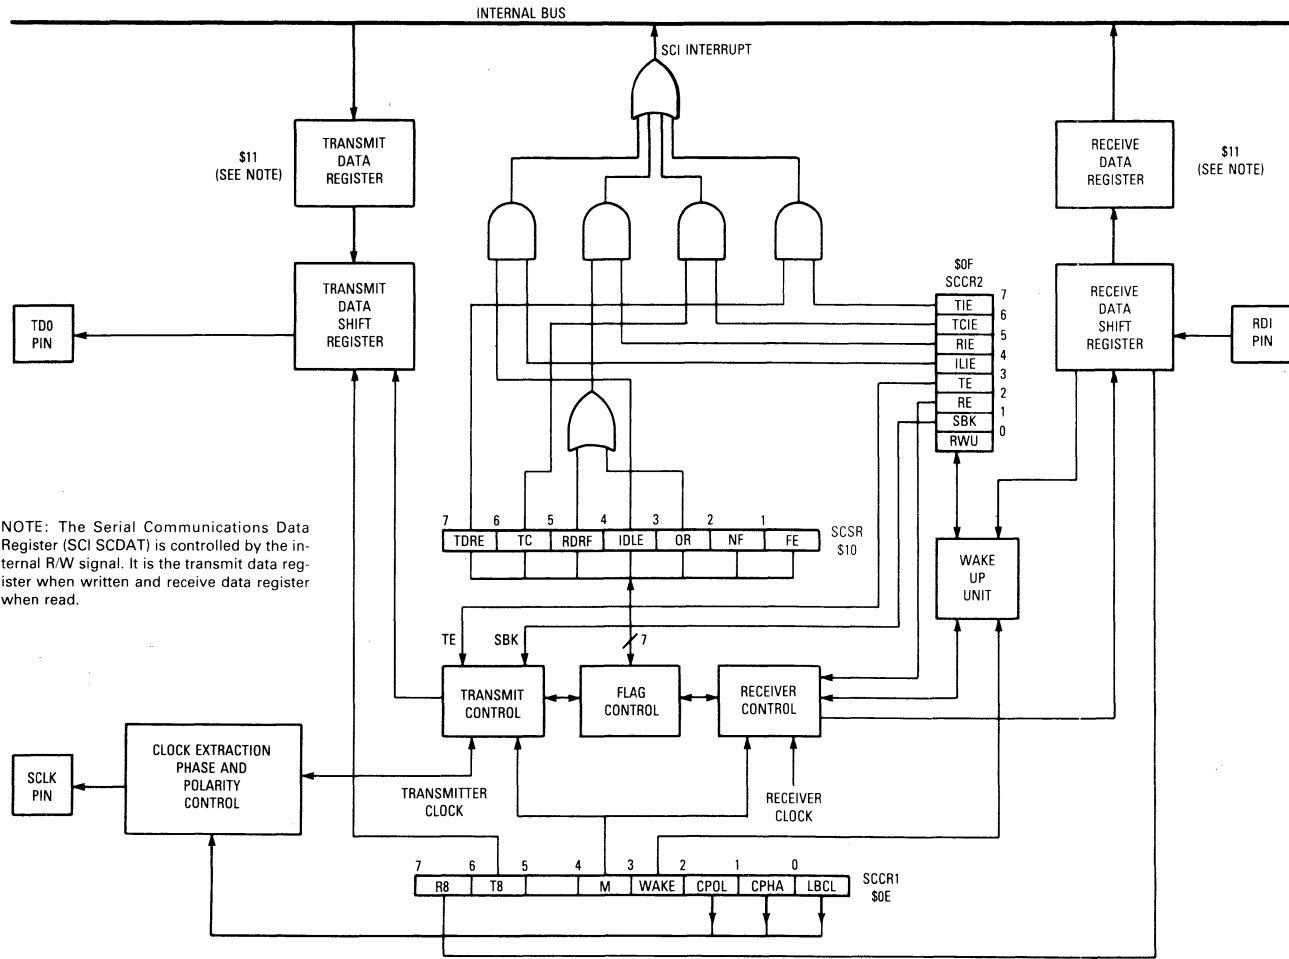 INTERNAL BUS
SCI INTERRUPT
TRANSMIT
DATA
REGISTER
$11
(SEE NOTE)
RECEIVE
DATA
REGISTER
$11
(SEE NOTE)
TRANSMIT
DATA
SHIFT
REGISTER
TD0
PIN
$0F
SCCR2
7
TIE
6
TCIE
5
RIE
4
ILIE
3
TE
2
RE
1
SBK
0
RWU
RECEIVE
DATA
SHIFT
REGISTER
RDI
PIN
7 6 5 4 3 2 1
TDRE TC RDRF IDLE OR NF FE
SCSR
$10
NOTE: The Serial Communications Data
Register (SCI SCDAT) is controlled by the in-
ternal R/W signal. It is the transmit data reg-
ister when written and receive data register
when read.
WAKE
UP
UNIT
TE
SBK
7
TRANSMIT
CONTROL
FLAG
CONTROL
RECEIVER
CONTROL
CLOCK EXTRACTION
PHASE AND
POLARITY
CONTROL
SCLK
PIN
TRANSMITTER
CLOCK
RECEIVER
CLOCK
7 6 5 4 3 2 1 0
R8 T8 M WAKE CPOL CPHA LBCL
SCCR1
$0E